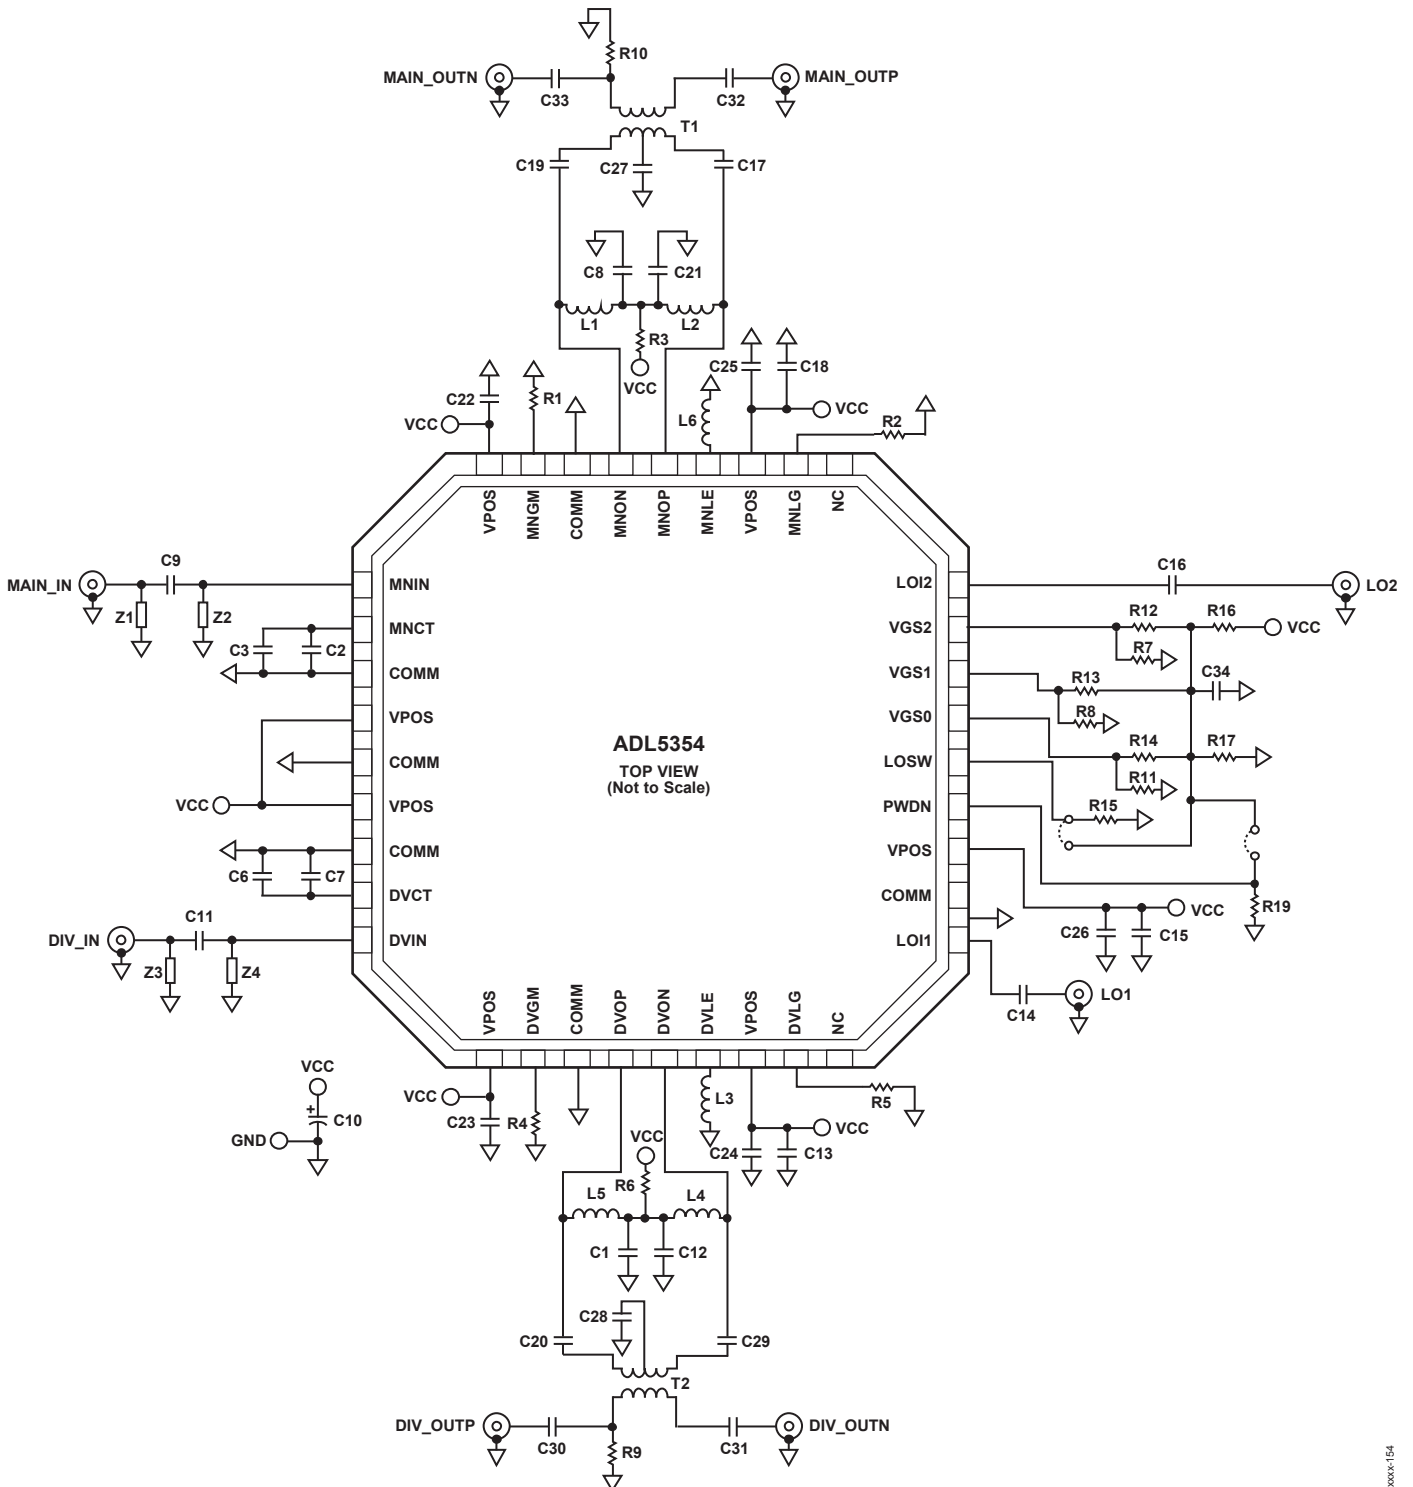 R10
MAIN_OUTN
C33
C32
MAIN_OUTP
T1
C19
C27
C17
C8
C21
L1
L2
R3
VCC
C25
C18
VCC
C22
VCC
R1
L6
R2
VPOS
MNGM
COMM
MNON
MNOP
MNLE
VPOS
MNLG
NC
MAIN_IN
C9
Z1
Z2
C3
C2
VCC
C6
C7
DIV_IN
C11
Z3
Z4
MNIN
MNCT
COMM
VPOS
COMM
VPOS
COMM
DVCT
DVIN
ADL5354
TOP VIEW
(Not to Scale)
LOI2
VGS2
VGS1
VGS0
LOSW
PWDN
VPOS
COMM
LOI1
C16
LO2
R12
R16
VCC
R7
R13
C34
R8
R14
R17
R11
R15
R19
VCC
C26
C15
C14
LO1
VPOS
DVGM
COMM
DVOP
DVON
DVLE
VPOS
DVLG
NC
VCC
C10
GND
VCC
C23
R4
L3
R5
VCC
C24
C13
VCC
R6
L5
L4
C1
C12
C28
C20
C29
T2
DIV_OUTP
C30
R9
C31
DIV_OUTN
xxxx-154